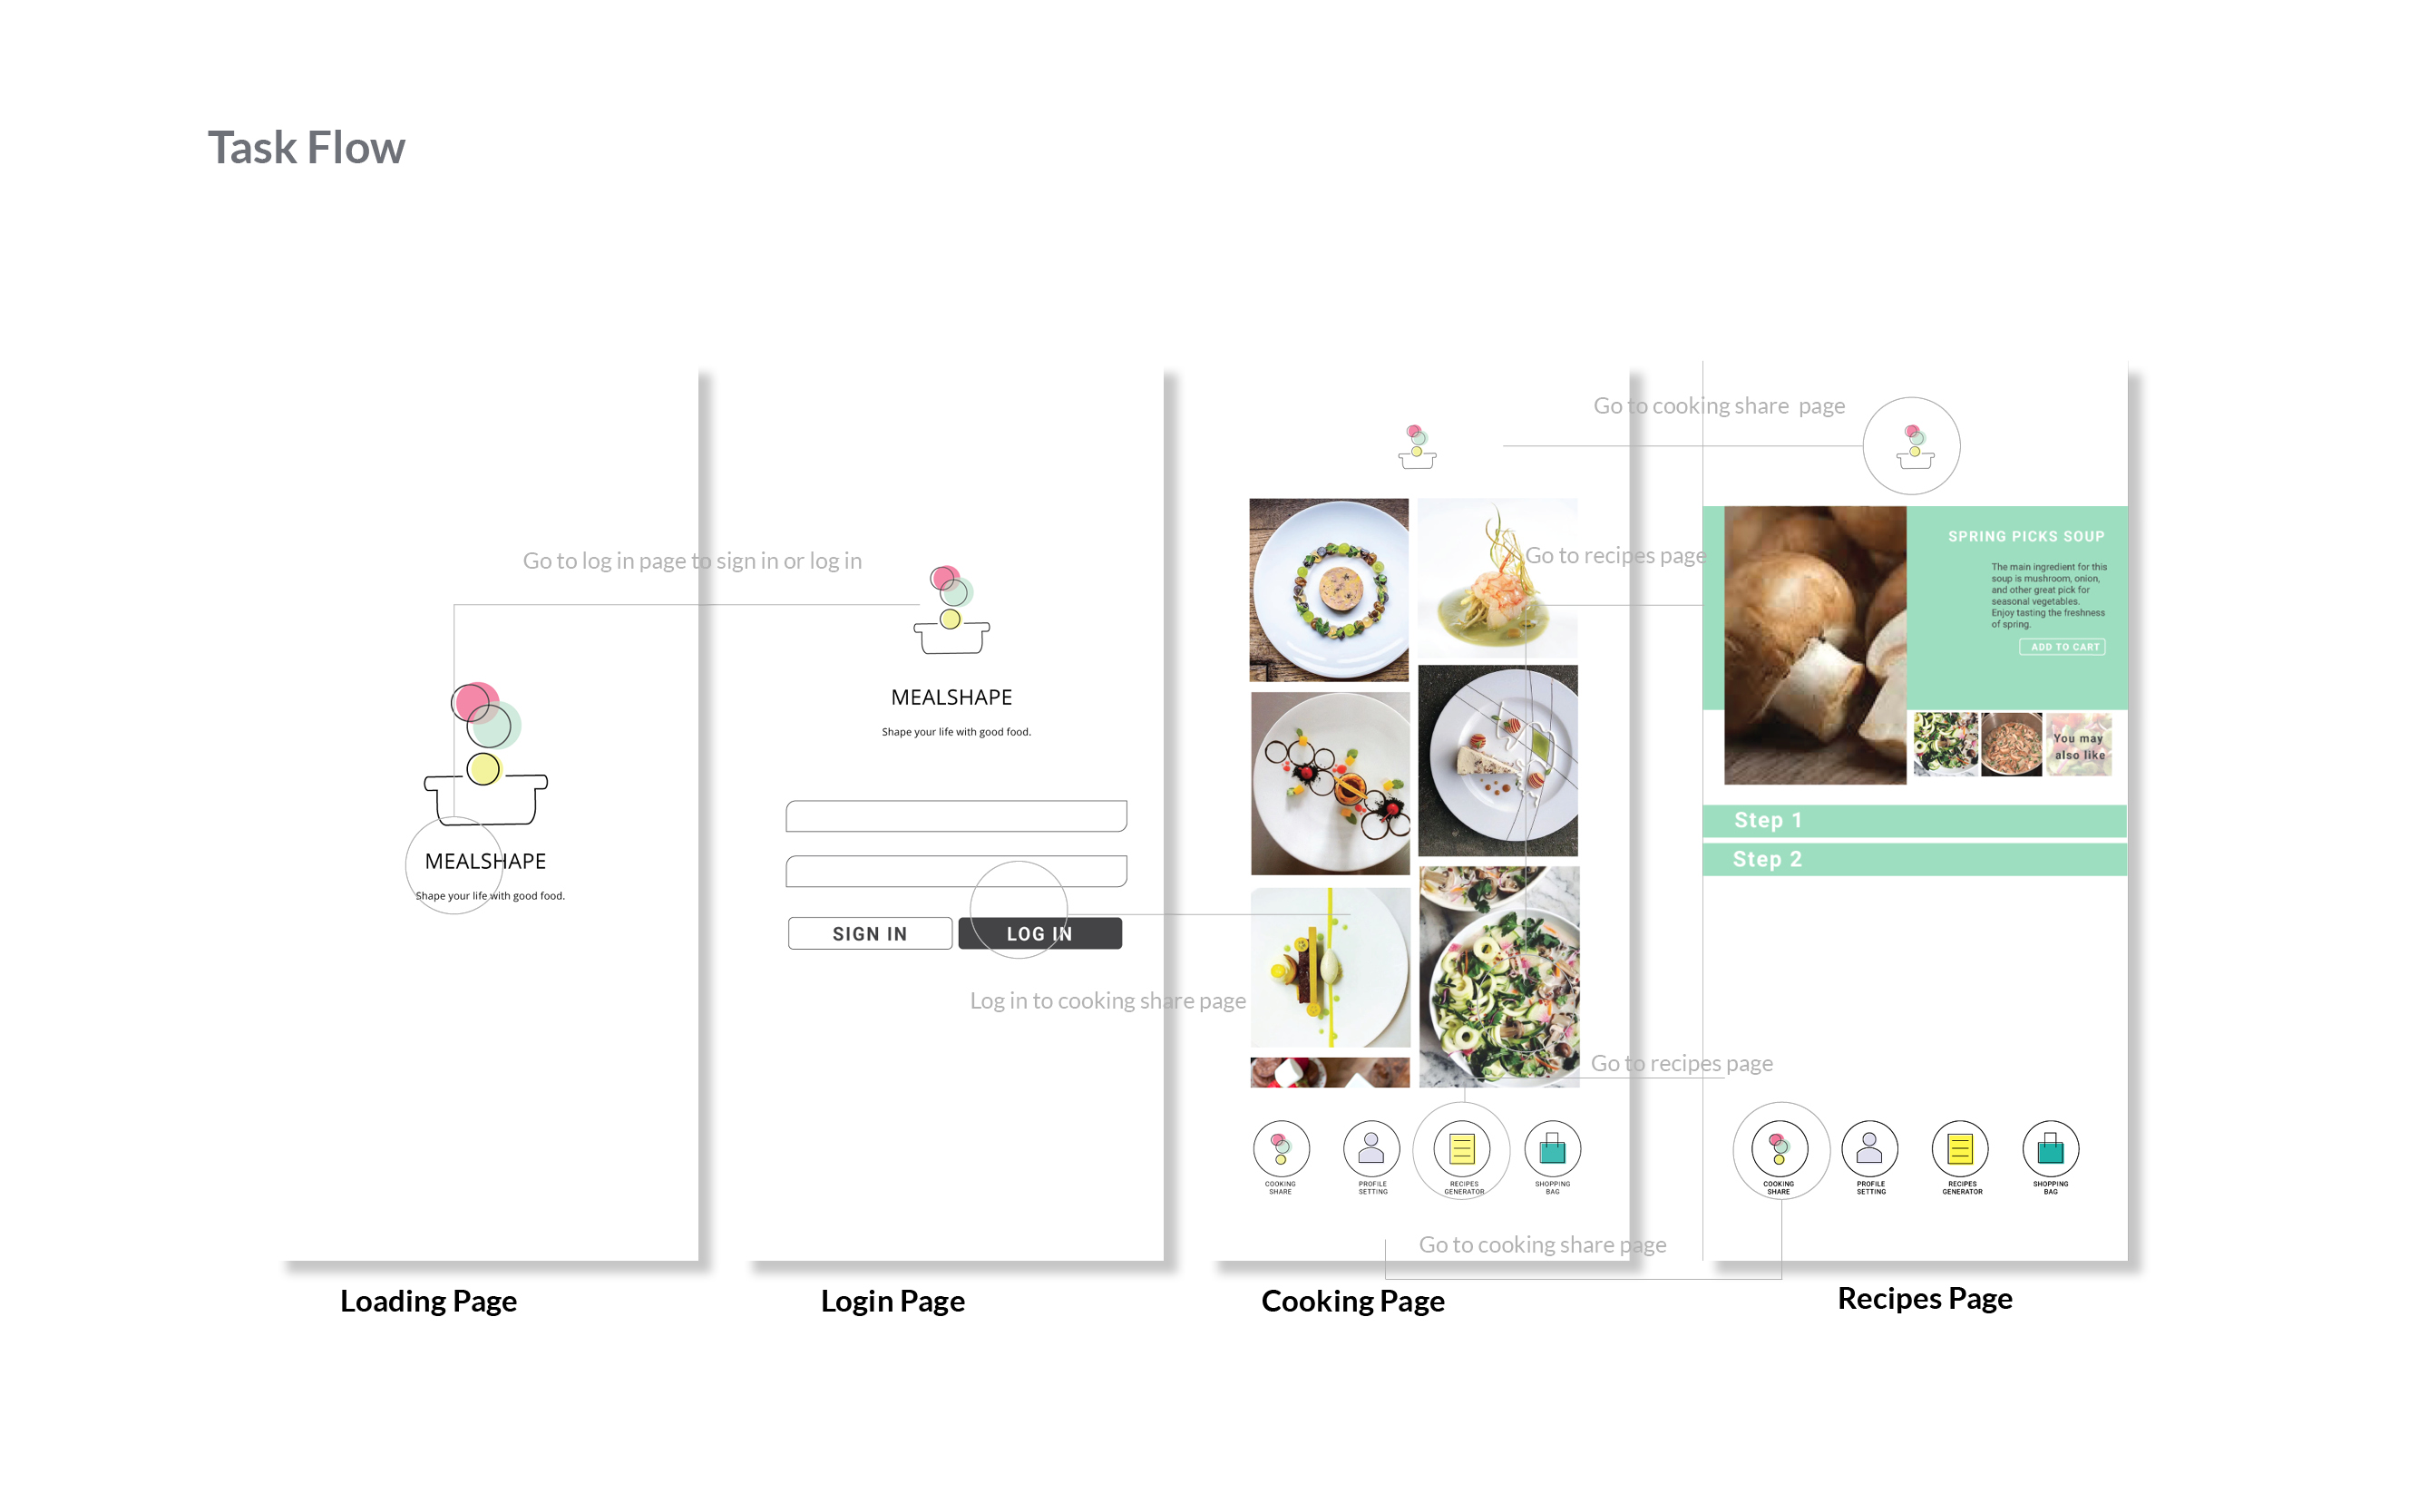 Task Flow
Go to log in page to sign in or log in
MEALSHAPE
Shape your life with good food.
Loading Page
MEALSHAPE
Shape your life with good food.
SIGN IN
LOG IN
Log in to cooking share page
Login Page
Go to cooking share page
Go to recipes page
Go to recipes page
COOKING
SHARE
PROFILE
SETTING
RECIPES
GENERATOR
SHOPPING
BAG
Go to cooking share page
Cooking Page
SPRING PICKS SOUP
The main ingredient for this
soup is mushroom, onion,
and other great pick for
seasonal vegetables.
Enjoy tasting the freshness
of spring.
ADD TO CART
You may
also like
Step 1
Step 2
COOKING
SHARE
PROFILE
SETTING
RECIPES
GENERATOR
SHOPPING
BAG
Recipes Page